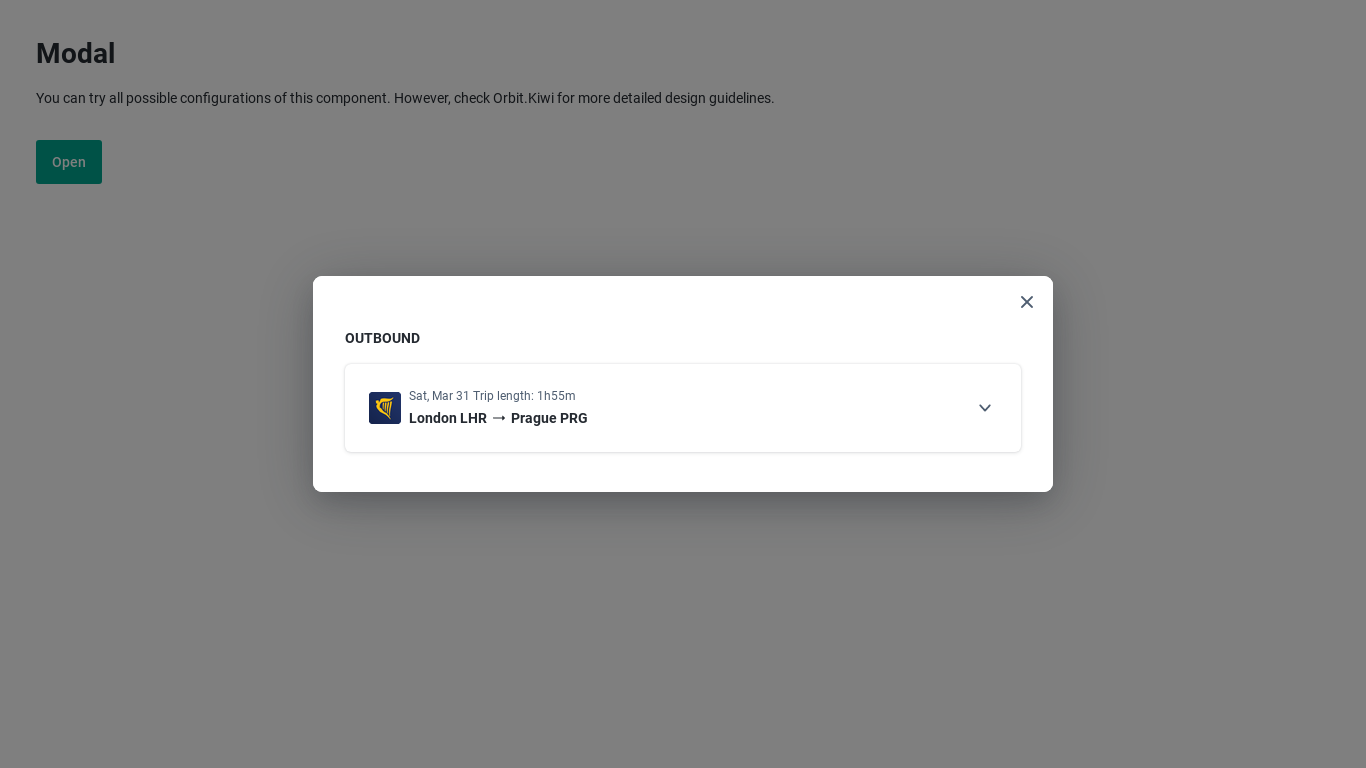 Modal
You can try all possible configurations of this component. However, check Orbit.Kiwi for more detailed design guidelines.
Open
OUTBOUND
Sat, Mar 31 Trip length: 1h55m
London LHR → Prague PRG